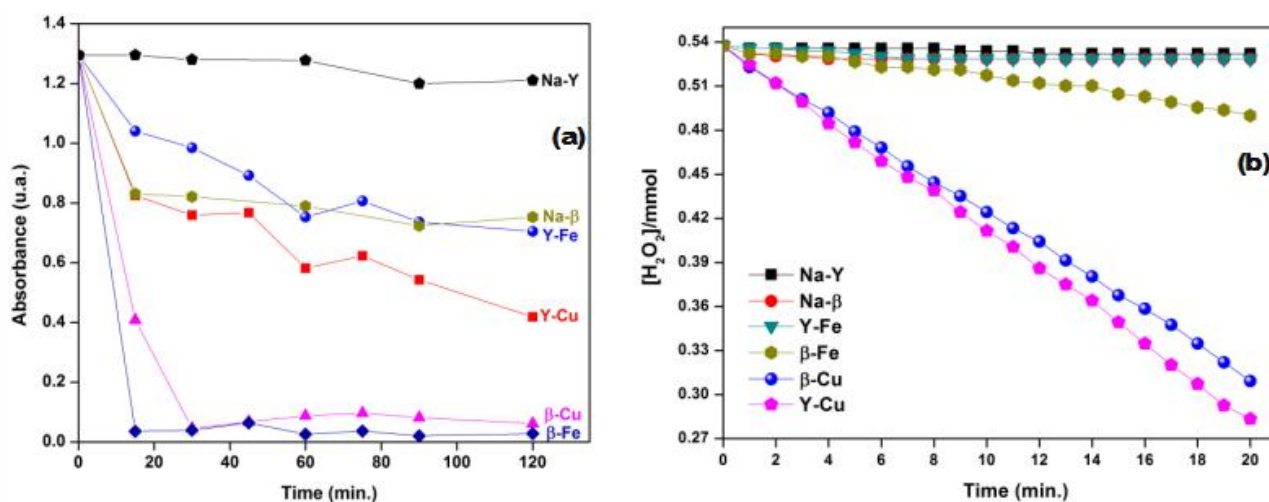 1.4
1.2
1.0
0.8
0.6
0.4
0.2
0.0
Absorbance (u.a.)
0 20 40 60 80 100 120
Time (min.)
Na-Y
(a)
Na-β
Y-Fe
Y-Cu
β-Cu
β-Fe
0.54
0.51
0.48
0.45
0.42
0.39
0.36
0.33
0.30
0.27
[H₂O₂]/mmol
0 2 4 6 8 10 12 14 16 18 20
Time (min.)
(b)
Na-Y
Na-β
Y-Fe
β-Fe
β-Cu
Y-Cu